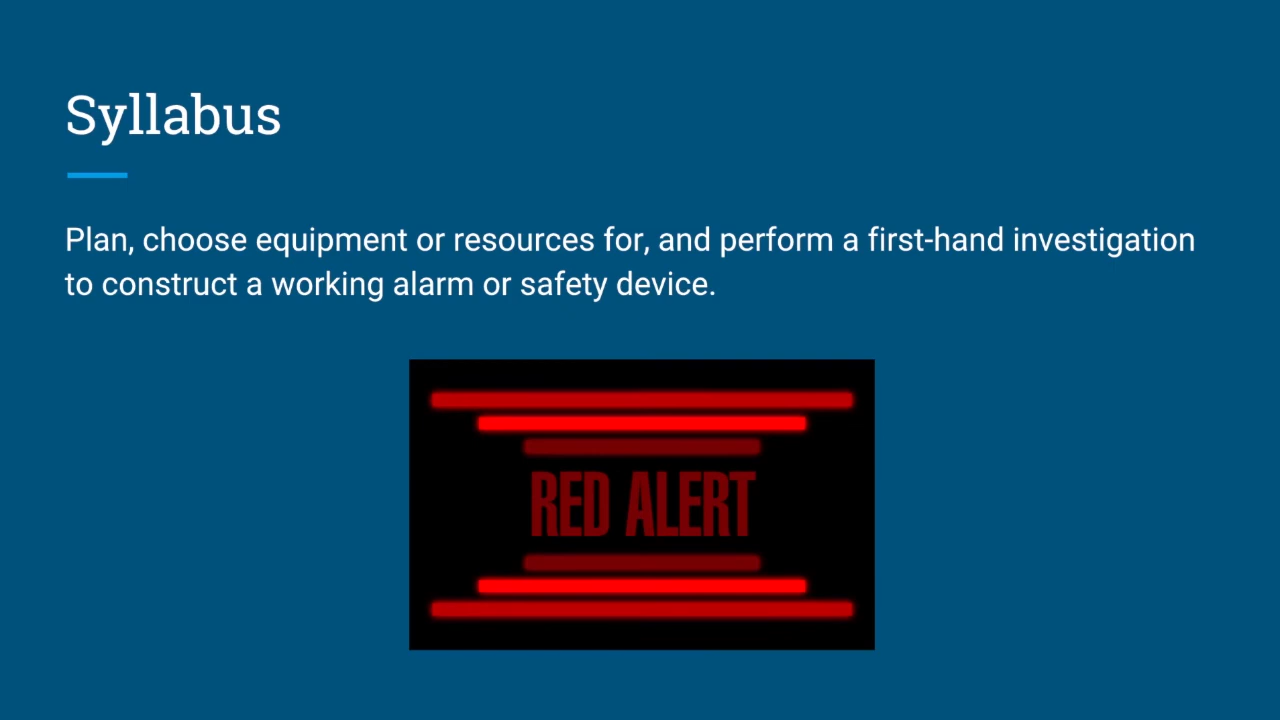 Syllabus
Plan, choose equipment or resources for, and perform a first-hand investigation
to construct a working alarm or safety device.
RED ALERT